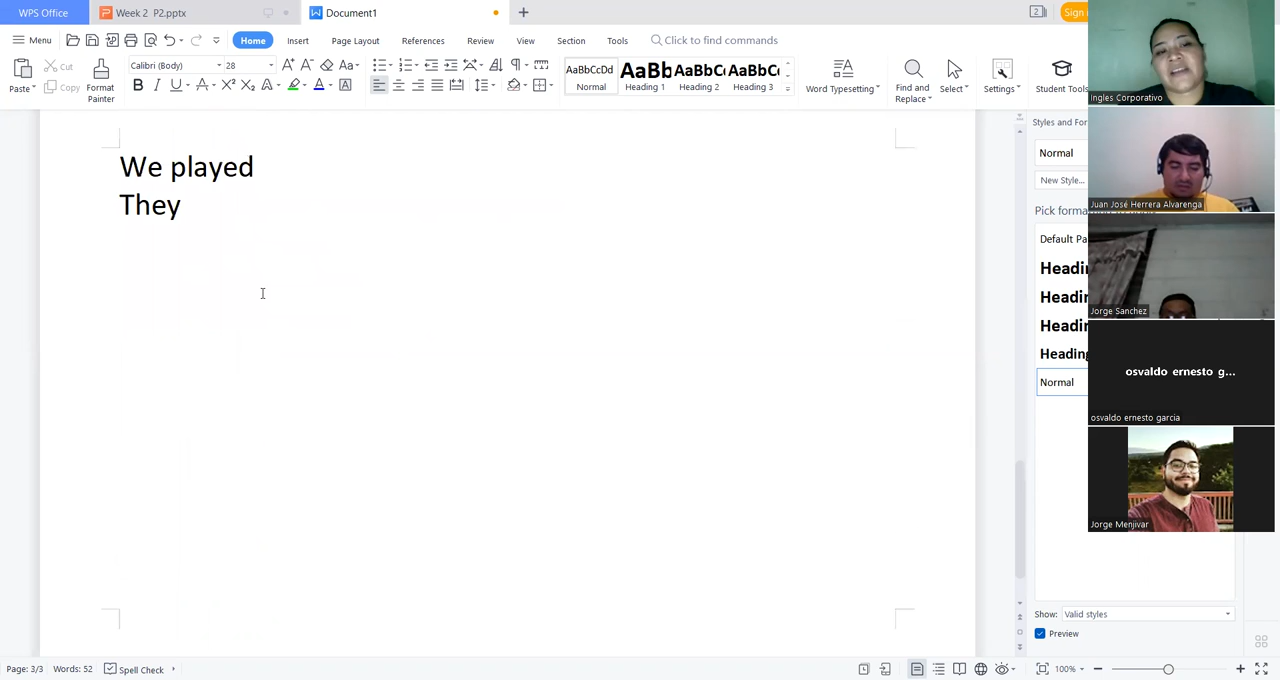 WPS Office
Week 2 P2.pptx
Document1
2
Sign i
Menu
Home
Insert
Page Layout
References
Review
View
Section
Tools
Click to find commands
Paste
Cut
Copy
Format Painter
Calibri (Body)
28
AaBbCcDd
Normal
AaBb
Heading 1
AaBbC
Heading 2
AaBbC
Heading 3
Word Typesetting
Find and Replace
Select
Settings
Student Tools
We played
They
Styles and For
Normal
New Style...
Default Pa
Headin
Headin
Headin
Heading
Normal
Show: Valid styles
Preview
Ingles Corporativo
Juan José Herrera Alvarenga
Jorge Sanchez
osvaldo ernesto g...
osvaldo ernesto garcia
Jorge Menjivar
Page: 3/3
Words: 52
Spell Check
100%